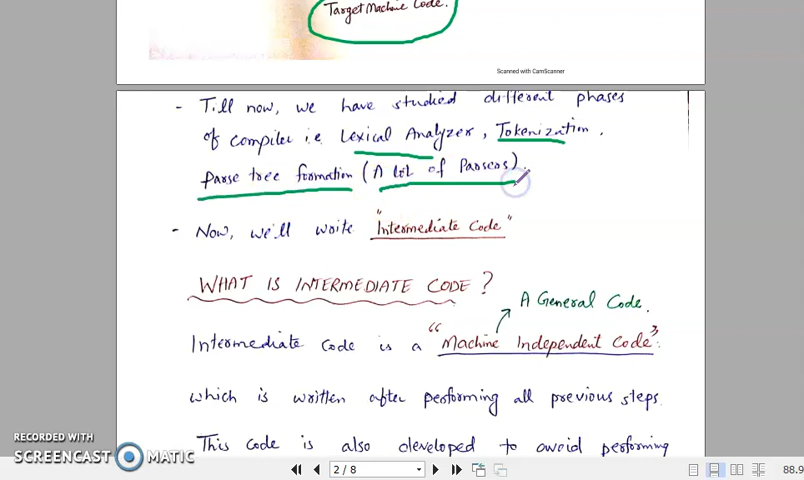 Target Machine Code.
Scanned with CamScanner
- Till now, we have studied different phases
of compiler i.e Lexical Analyzer, Tokenization,
Parse tree formation (A lot of Parsers).
- Now, we'll write "Intermediate Code"
WHAT IS INTERMEDIATE CODE?
A General Code.
Intermediate Code is a "Machine Independent Code".
which is written after performing all previous steps.
This Code is also developed to avoid performing
RECORDED WITH
SCREENCAST MATIC
2 / 8
88.9